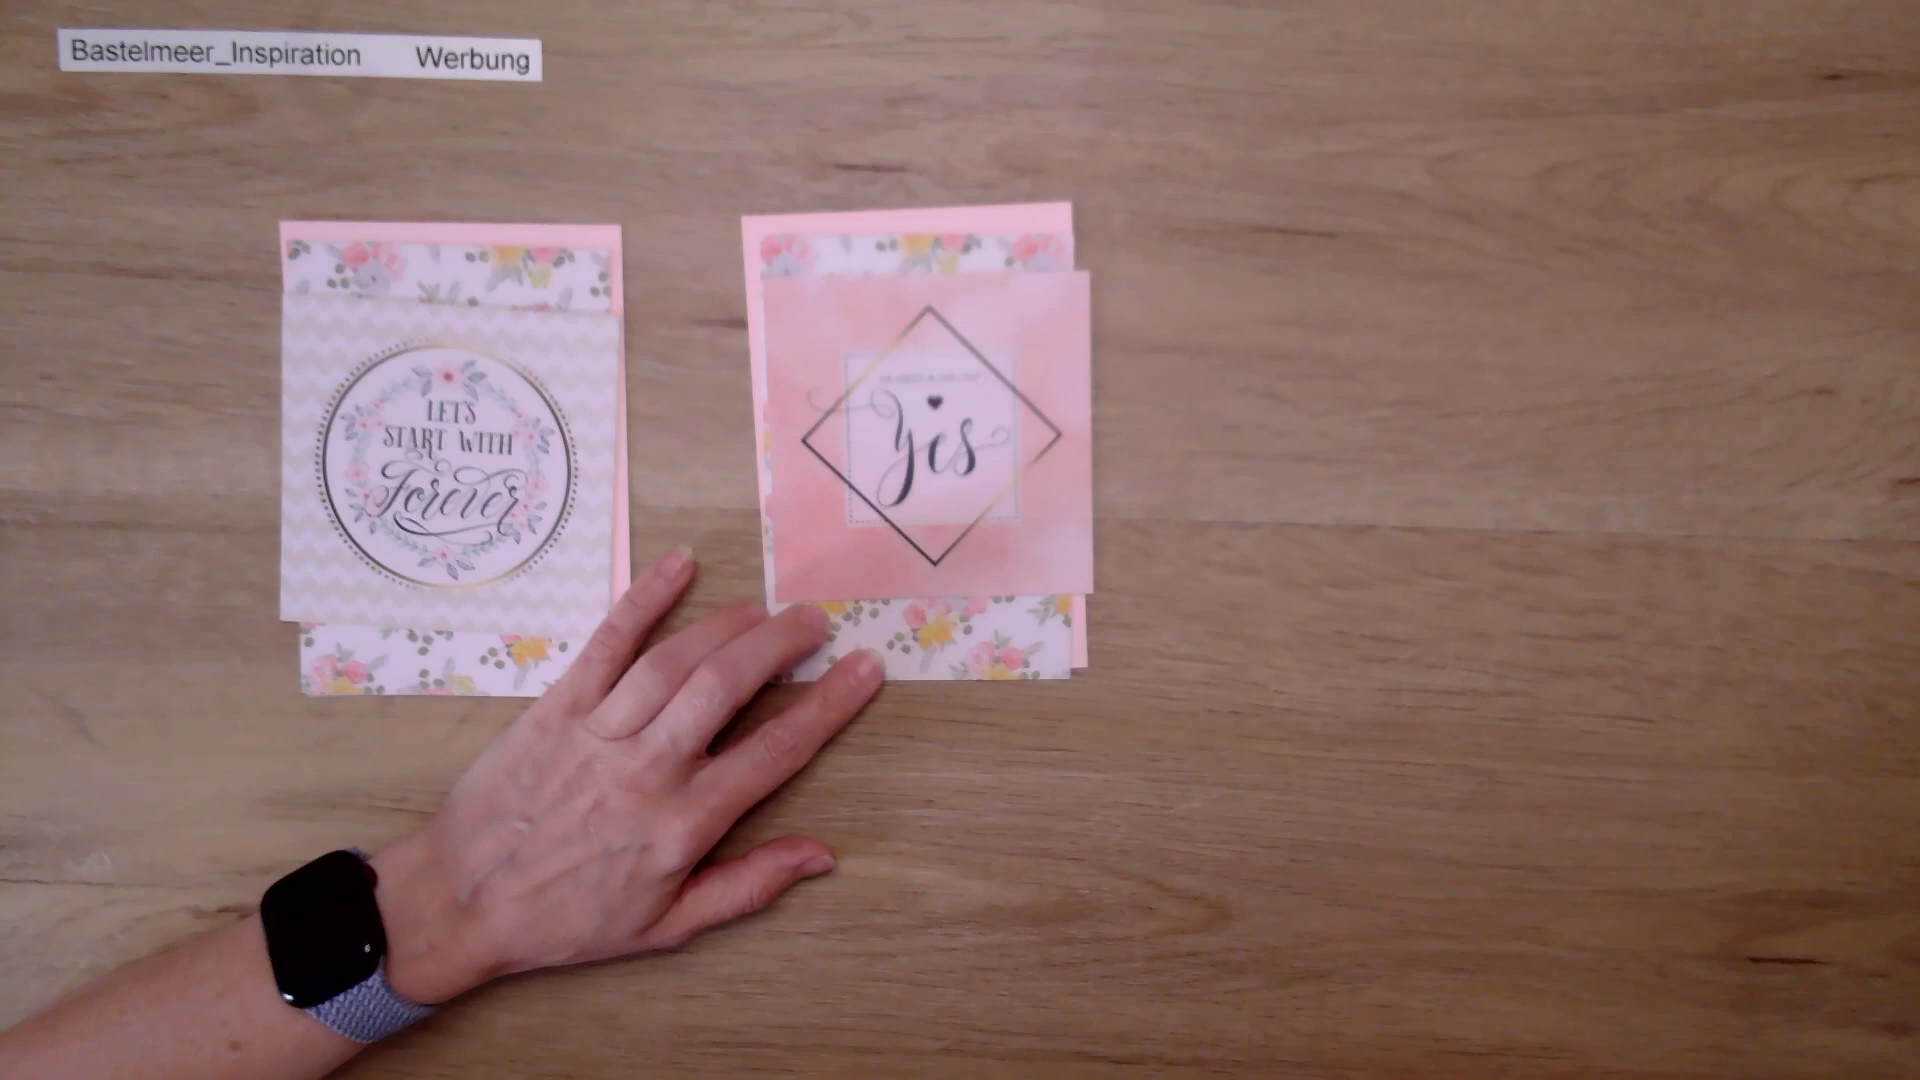 Bastelmeer_Inspiration Werbung
LET'S
START WITH
Forever
Yes